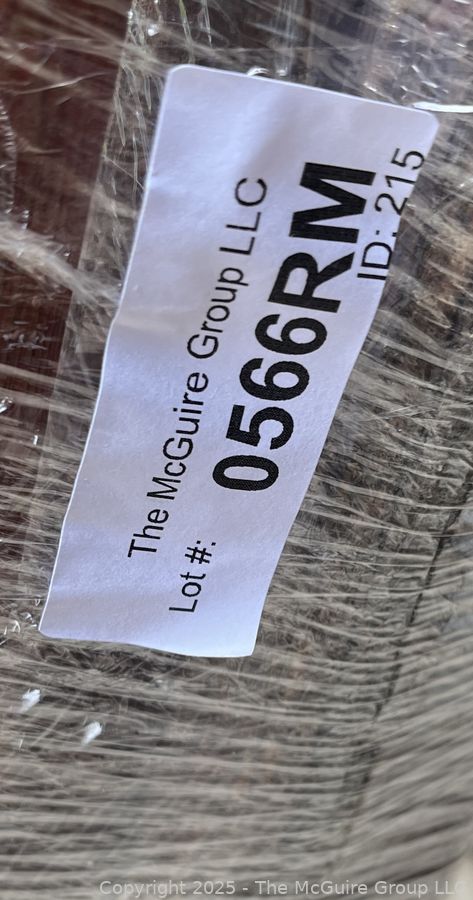 The McGuire Group LLC
Lot #: 0566RM
ID: 215
Copyright 2025 - The McGuire Group LLC